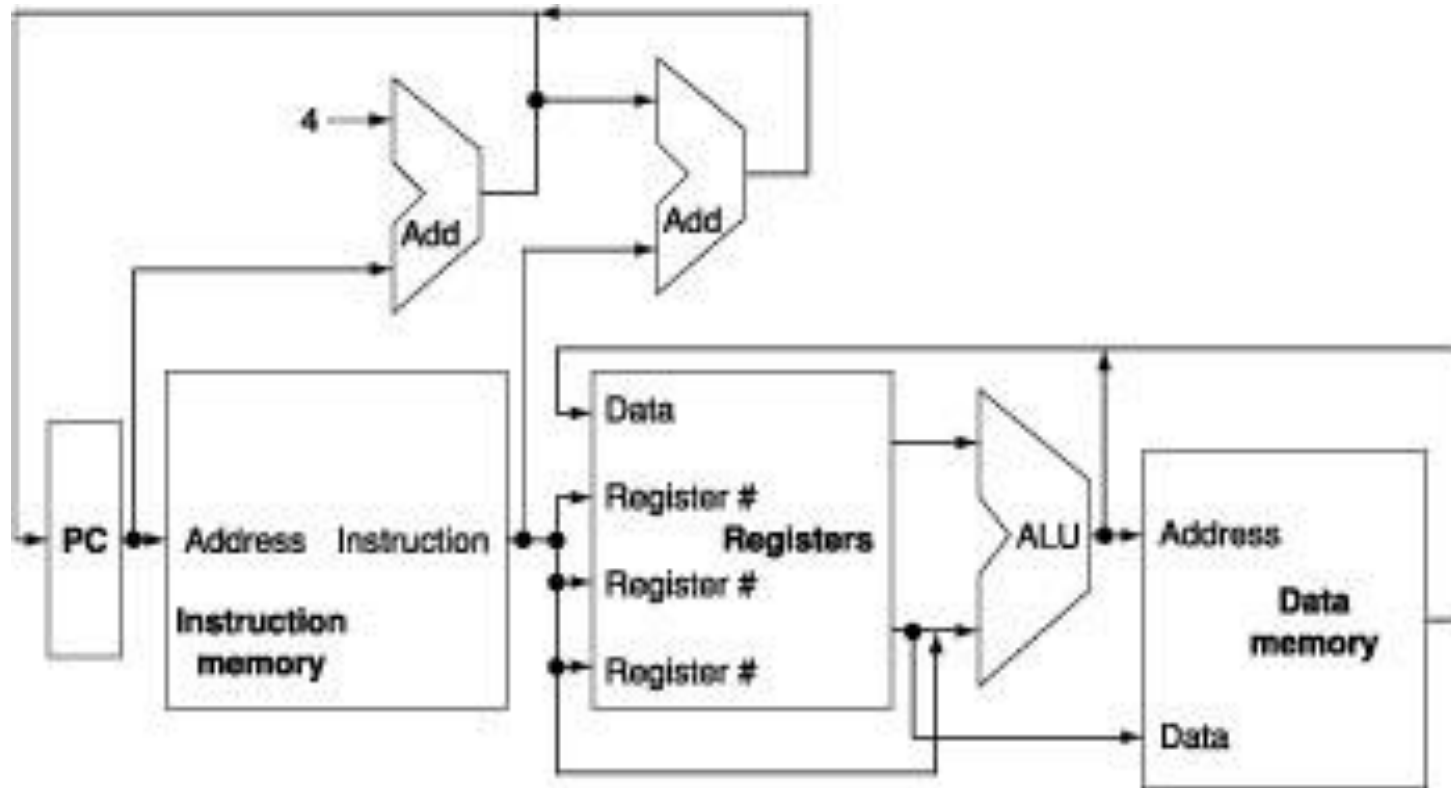 4
Add
Add
Data
Register #
PC
Address
Instruction
Registers
ALU
Address
Register #
Instruction
memory
Data
memory
Register #
Data